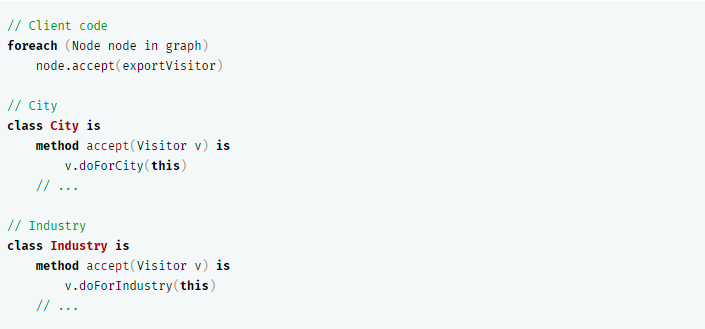 // Client code
foreach (Node node in graph)
    node.accept(exportVisitor)

// City
class City is
    method accept(Visitor v) is
        v.doForCity(this)
    // ...

// Industry
class Industry is
    method accept(Visitor v) is
        v.doForIndustry(this)
    // ...